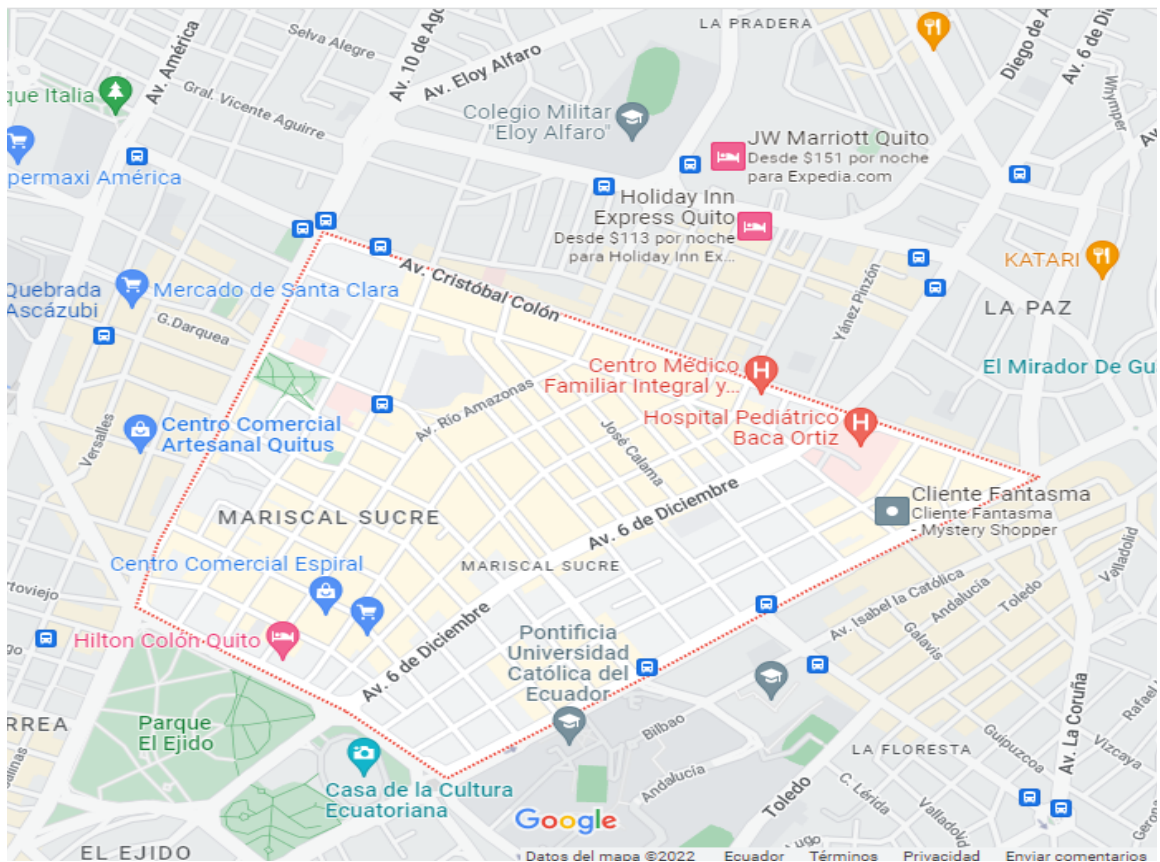 LA PRADERA
Selva Alegre
Av. América
Av. 10 de Ago
Av. Eloy Alfaro
Diego de A
Av. 6 de Di
que Italia
Gral. Vicente Aguirre
Colegio Militar
"Eloy Alfaro"
Whymper
Av
JW Marriott Quito
Desde $151 por noche
para Expedia.com
permaxi América
Holiday Inn
Express Quito
Desde $113 por noche
para Holiday Inn Ex...
KATARI
Av. Cristóbal Colón
Quebrada
Ascázubi
Mercado de Santa Clara
G.Darquea
Yánez Pinzón
LA PAZ
Centro Médico
Familiar Integral y...
El Mirador De Gu
Av. Río Amazonas
José Calama
Hospital Pediátrico
Baca Ortiz
Versalles
Centro Comercial
Artesanal Quitus
Cliente Fantasma
Cliente Fantasma
- Mystery Shopper
MARISCAL SUCRE
Av. 6 de Diciembre
Centro Comercial Espiral
MARISCAL SUCRE
Valladolid
Av. Isabel la Católica
Andalucía
Toledo
Galavis
rtoviejo
Hilton Colón Quito
Av. 6 de Diciembre
Pontificia
Universidad
Católica del
Ecuador
RREA
Parque
El Ejido
Bilbao
LA FLORESTA
Guipuzcoa
Av. La Coruña
Rafael
Vizcaya
Casa de la Cultura
Ecuatoriana
Andalucía
Toledo
C. Lérida
Valladolid
Gerona
Google
EL EJIDO
Datos del mapa ©2022 Ecuador Términos Privacidad Enviar comentarios